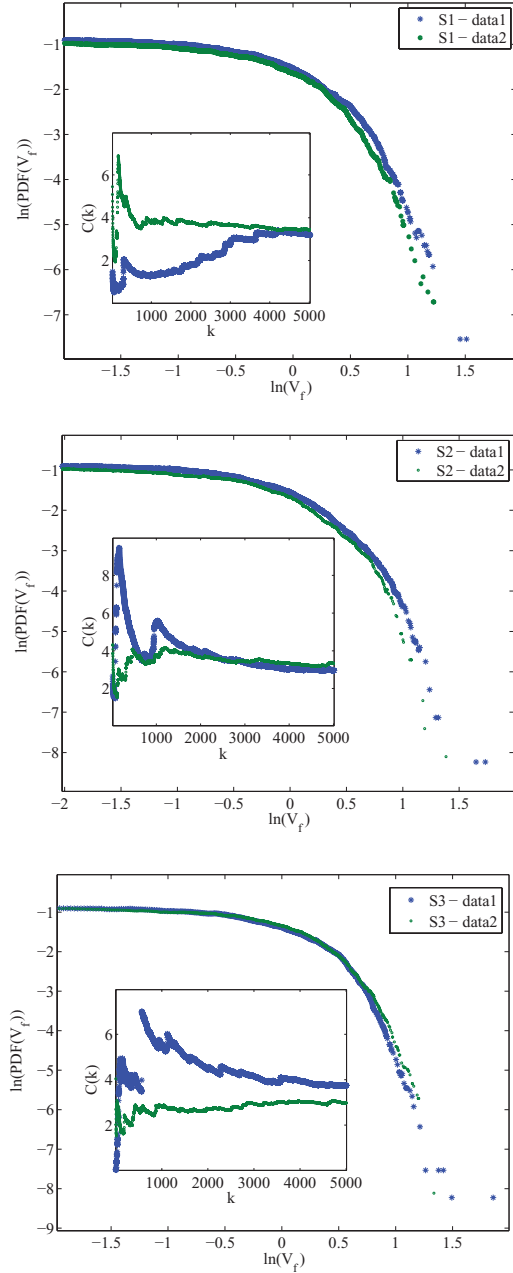 S1− data1
S1− data2
ln(PDF(V_f))
−1
−2
−3
−4
−5
−6
−7
C(k)
6
4
2
1000 2000 3000 4000 5000
k
−1.5 −1 −0.5 0 0.5 1 1.5
ln(V_f)
S2− data1
S2− data2
ln(PDF(V_f))
−1
−2
−3
−4
−5
−6
−7
−8
C(k)
8
6
4
2
1000 2000 3000 4000 5000
k
−2 −1.5 −1 −0.5 0 0.5 1 1.5
ln(V_f)
S3− data1
S3− data2
ln(PDF(V_f))
−1
−2
−3
−4
−5
−6
−7
−8
−9
C(k)
6
4
2
1000 2000 3000 4000 5000
k
−1.5 −1 −0.5 0 0.5 1 1.5
ln(V_f)